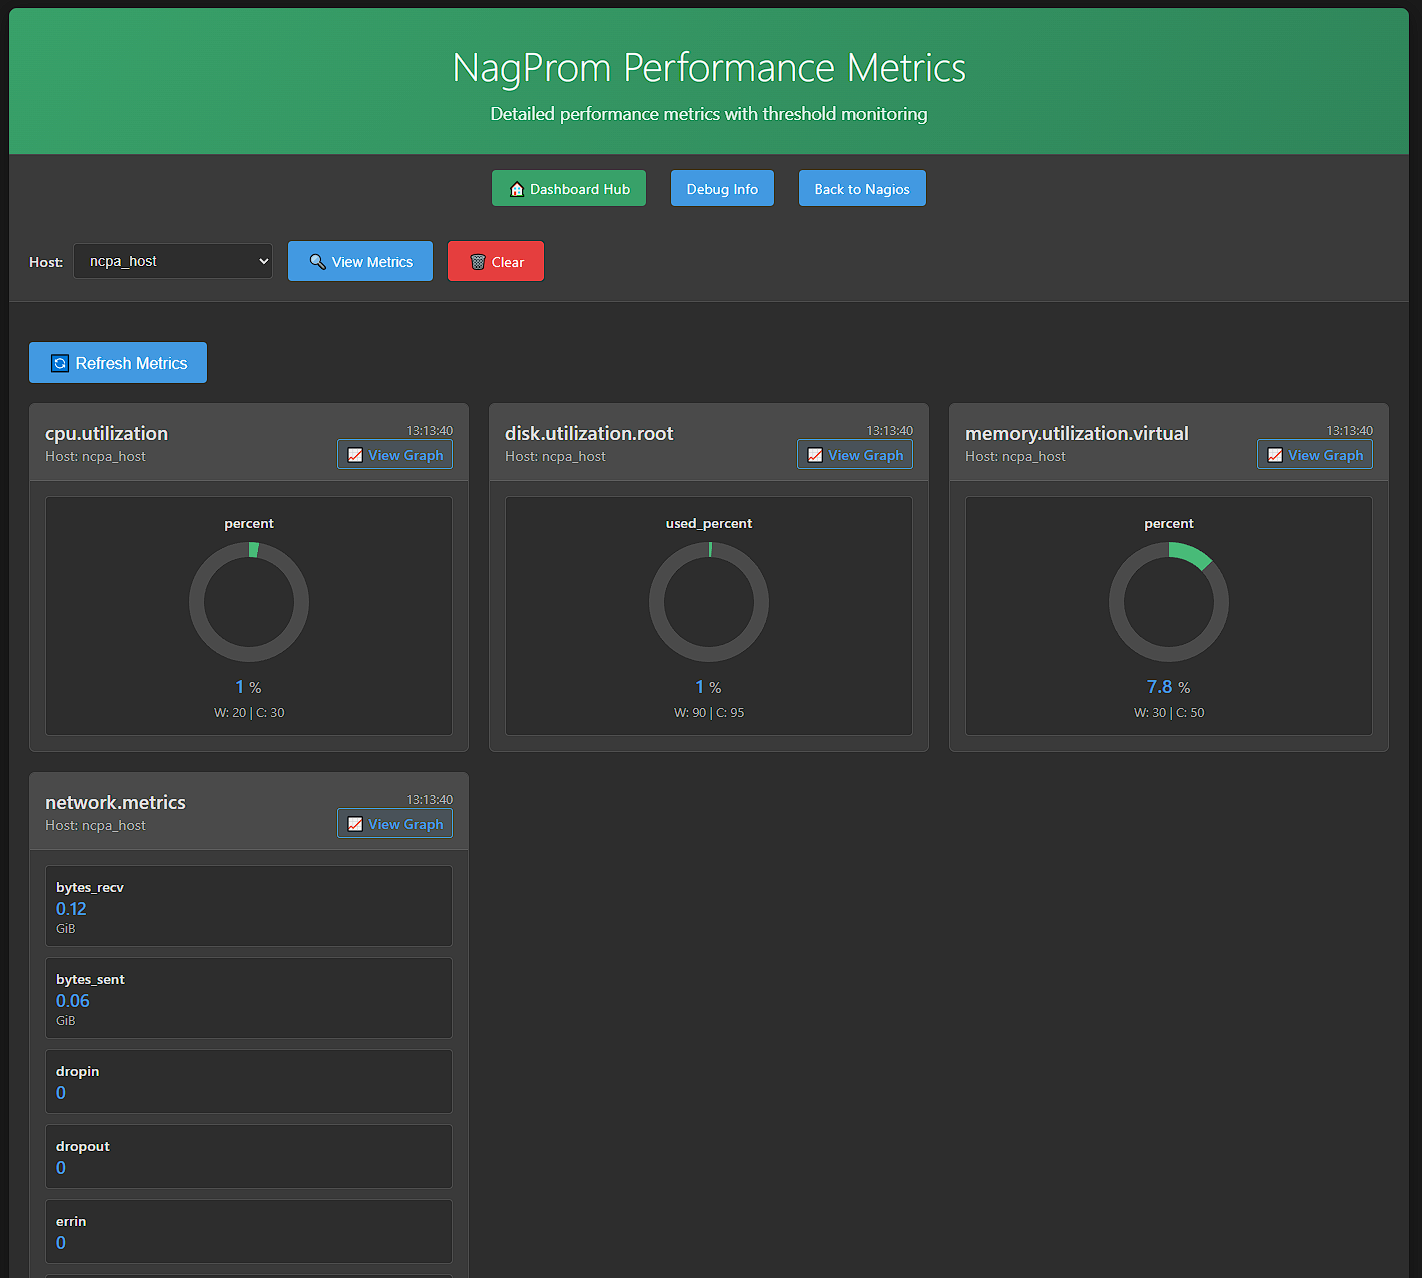 NagProm Performance Metrics
Detailed performance metrics with threshold monitoring
Dashboard Hub
Debug Info
Back to Nagios
Host: ncpa_host
View Metrics
Clear
Refresh Metrics
cpu.utilization
13:13:40
Host: ncpa_host
View Graph
percent
1 %
W: 20 | C: 30
disk.utilization.root
13:13:40
Host: ncpa_host
View Graph
used_percent
1 %
W: 90 | C: 95
memory.utilization.virtual
13:13:40
Host: ncpa_host
View Graph
percent
7.8 %
W: 30 | C: 50
network.metrics
13:13:40
Host: ncpa_host
View Graph
bytes_recv
0.12
GiB
bytes_sent
0.06
GiB
dropin
0
dropout
0
errin
0